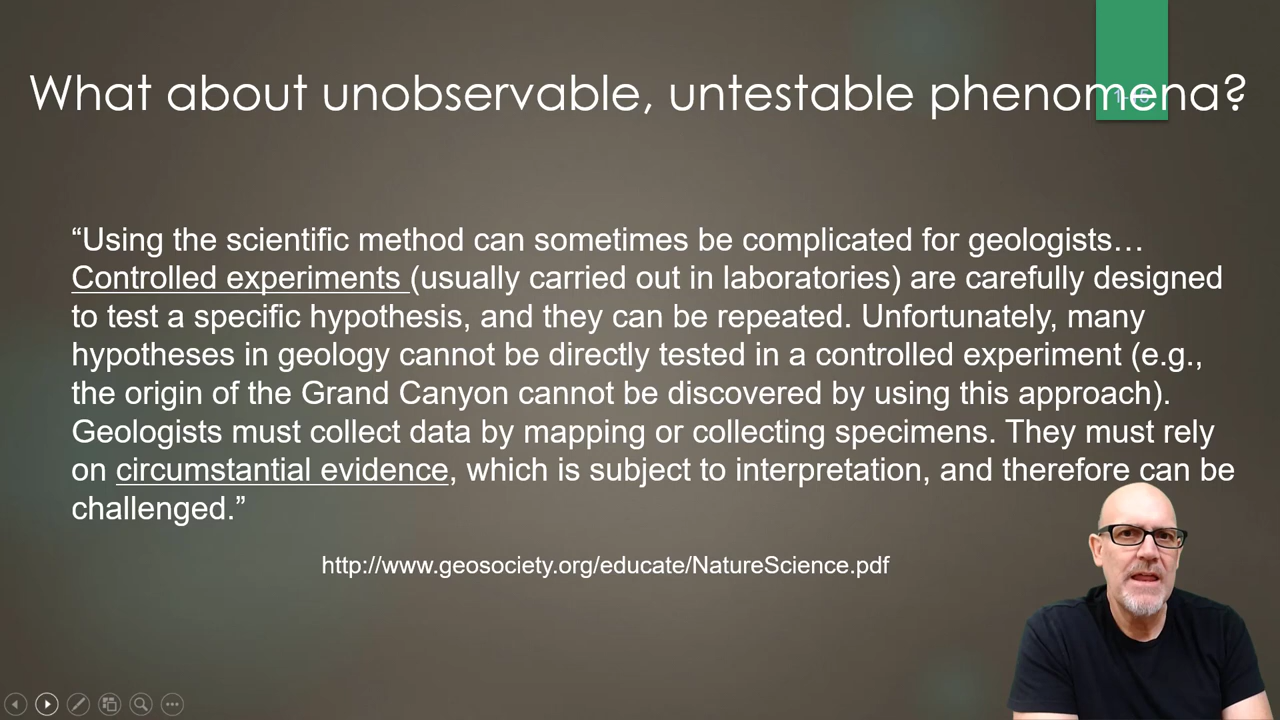 What about unobservable, untestable phenomena?
“Using the scientific method can sometimes be complicated for geologists…
Controlled experiments (usually carried out in laboratories) are carefully designed
to test a specific hypothesis, and they can be repeated. Unfortunately, many
hypotheses in geology cannot be directly tested in a controlled experiment (e.g.,
the origin of the Grand Canyon cannot be discovered by using this approach).
Geologists must collect data by mapping or collecting specimens. They must rely
on circumstantial evidence, which is subject to interpretation, and therefore can be
challenged.”
http://www.geosociety.org/educate/NatureScience.pdf